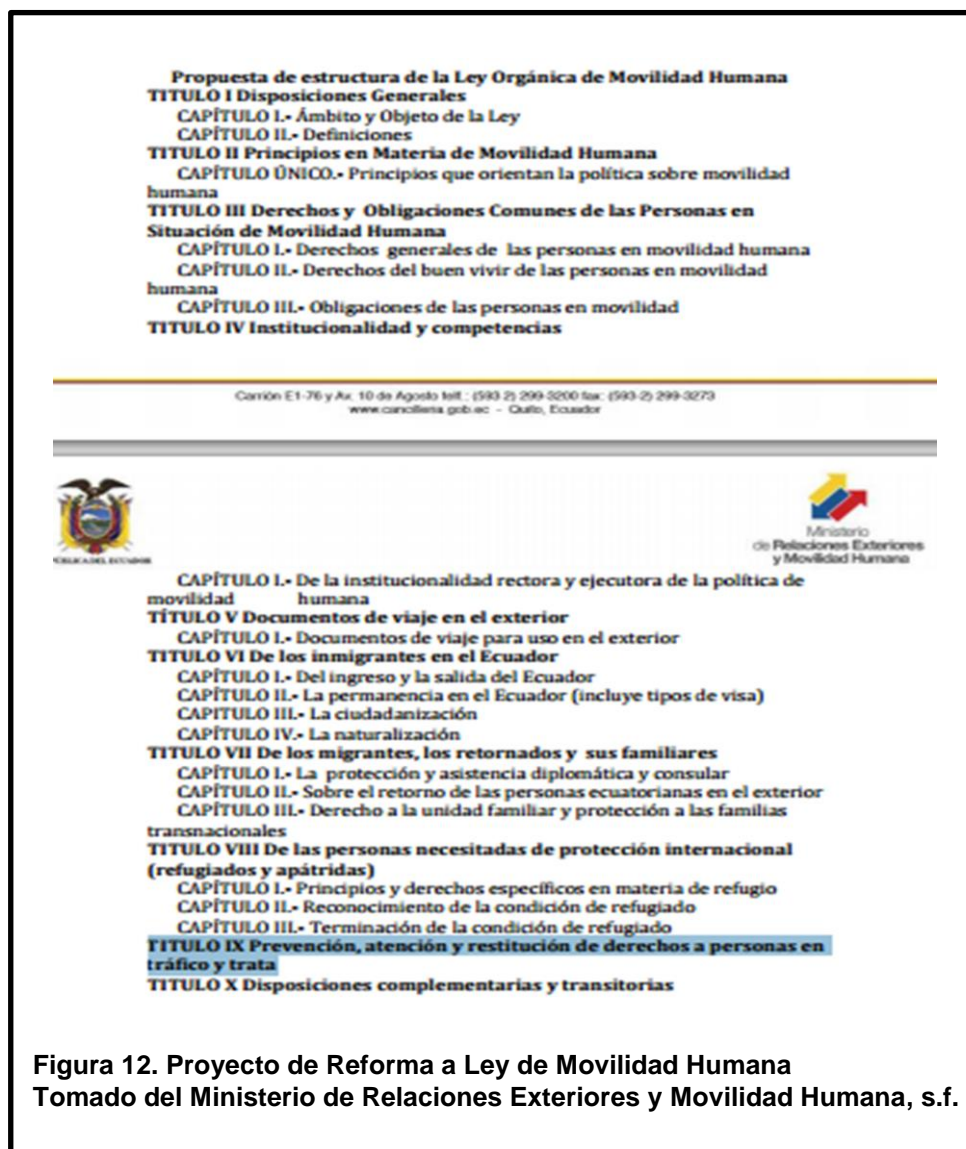 Propuesta de estructura de la Ley Orgánica de Movilidad Humana
TITULO I Disposiciones Generales
CAPÍTULO I.- Ámbito y Objeto de la Ley
CAPÍTULO II.- Definiciones
TITULO II Principios en Materia de Movilidad Humana
CAPÍTULO ÚNICO.- Principios que orientan la política sobre movilidad
humana
TITULO III Derechos y Obligaciones Comunes de las Personas en
Situación de Movilidad Humana
CAPÍTULO I.- Derechos generales de las personas en movilidad humana
CAPÍTULO II.- Derechos del buen vivir de las personas en movilidad
humana
CAPÍTULO III.- Obligaciones de las personas en movilidad
TITULO IV Institucionalidad y competencias
Carrión E1-76 y Av. 10 de Agosto telf.: (593 2) 299-3200 fax: (593-2) 299-3273
www.cancilleria.gob.ec - Quito, Ecuador
Ministerio
de Relaciones Exteriores
y Movilidad Humana
CAPÍTULO I.- De la institucionalidad rectora y ejecutora de la política de
movilidad humana
TÍTULO V Documentos de viaje en el exterior
CAPÍTULO I.- Documentos de viaje para uso en el exterior
TITULO VI De los inmigrantes en el Ecuador
CAPÍTULO I.- Del ingreso y la salida del Ecuador
CAPÍTULO II.- La permanencia en el Ecuador (incluye tipos de visa)
CAPITULO III.- La ciudadanización
CAPÍTULO IV.- La naturalización
TITULO VII De los migrantes, los retornados y sus familiares
CAPÍTULO I.- La protección y asistencia diplomática y consular
CAPÍTULO II.- Sobre el retorno de las personas ecuatorianas en el exterior
CAPÍTULO III.- Derecho a la unidad familiar y protección a las familias
transnacionales
TITULO VIII De las personas necesitadas de protección internacional
(refugiados y apátridas)
CAPÍTULO I.- Principios y derechos específicos en materia de refugio
CAPÍTULO II.- Reconocimiento de la condición de refugiado
CAPÍTULO III.- Terminación de la condición de refugiado
TITULO IX Prevención, atención y restitución de derechos a personas en
tráfico y trata
TITULO X Disposiciones complementarias y transitorias
Figura 12. Proyecto de Reforma a Ley de Movilidad Humana
Tomado del Ministerio de Relaciones Exteriores y Movilidad Humana, s.f.